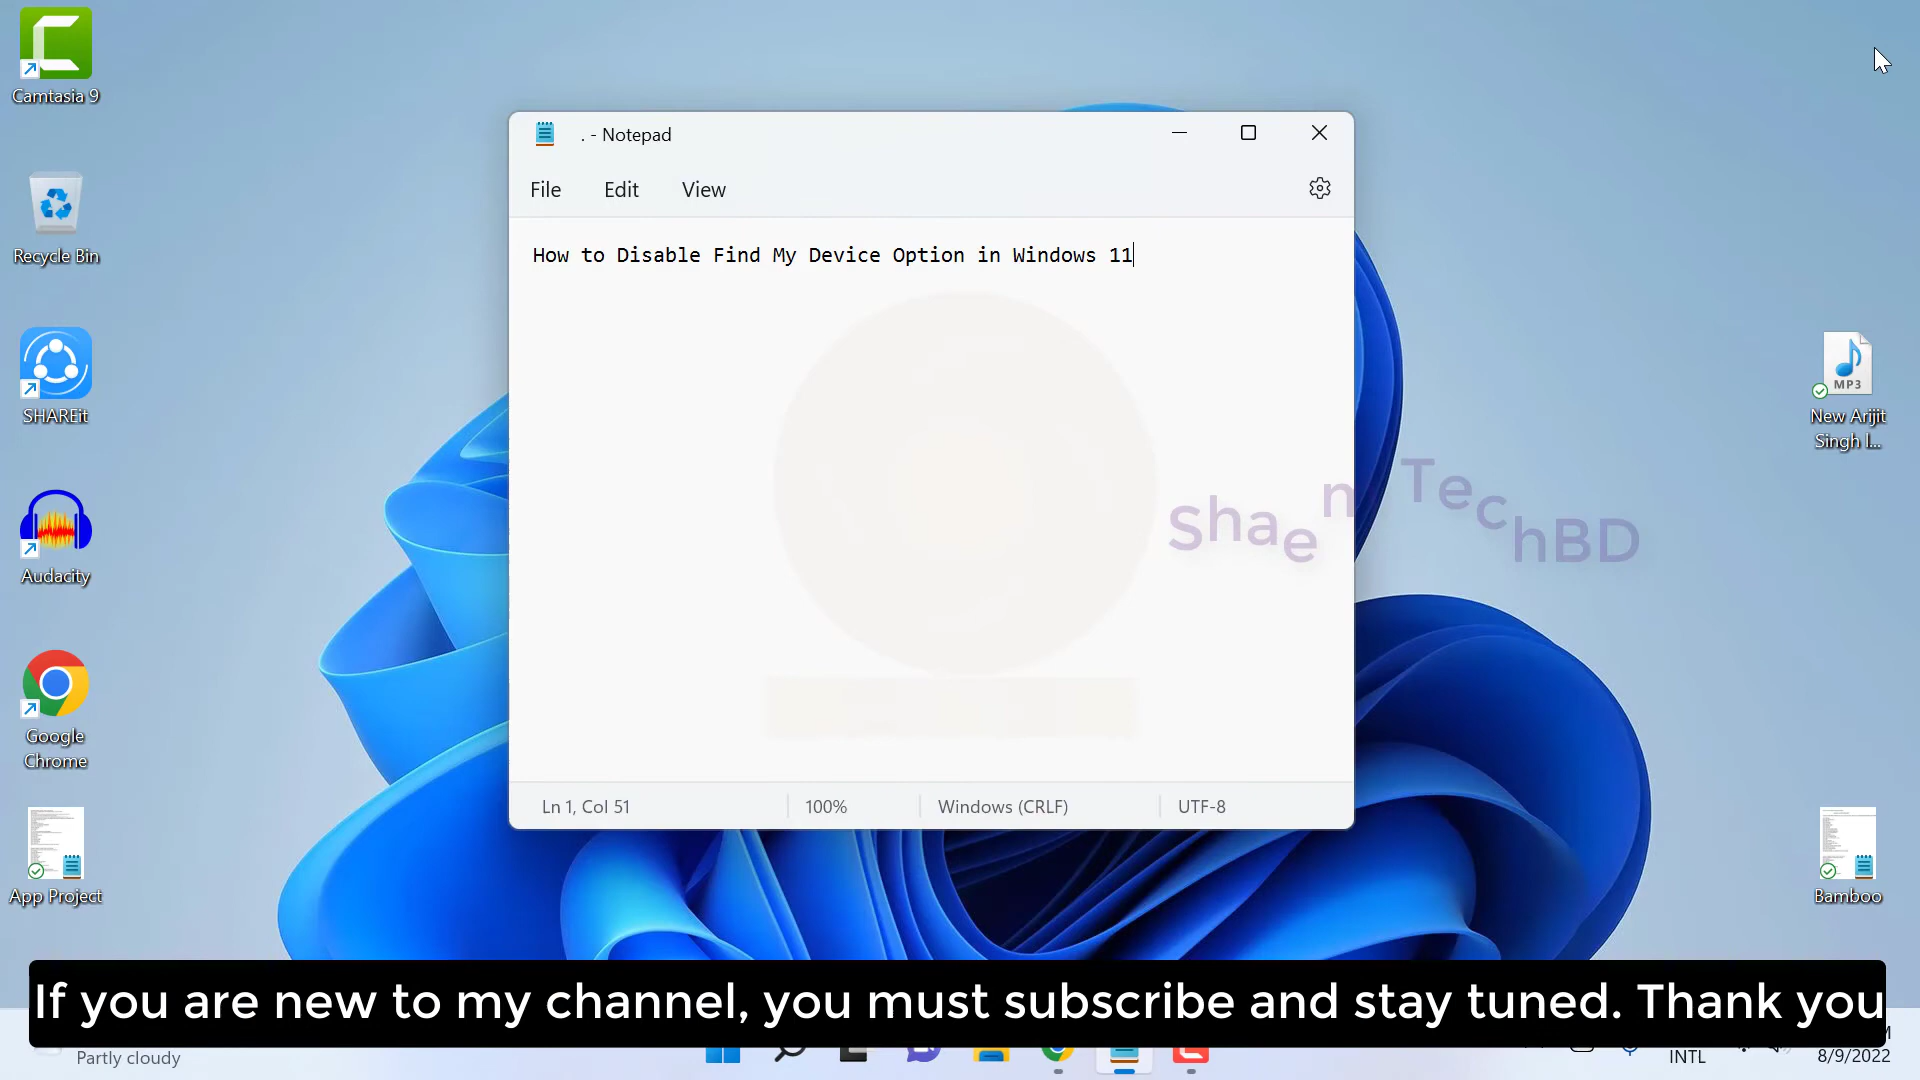 Camtasia 9
Recycle Bin
SHAREit
Audacity
Google
Chrome
App Project
. - Notepad
File Edit View
How to Disable Find My Device Option in Windows 11
Shaen TechBD
Ln 1, Col 51 100% Windows (CRLF) UTF-8
MP3
New Arijit
Singh I...
Bamboo
If you are new to my channel, you must subscribe and stay tuned. Thank you
Partly cloudy
INTL
8/9/2022